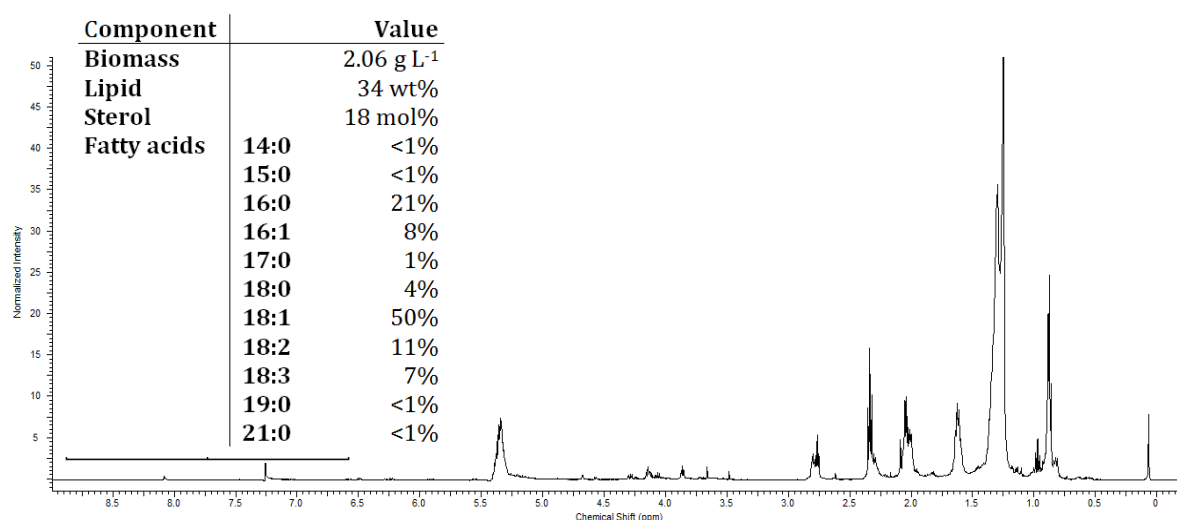 Component Value
Biomass 2.06 g L-1
Lipid 34 wt%
Sterol 18 mol%
Fatty acids 14:0 <1%
15:0 <1%
16:0 21%
16:1 8%
17:0 1%
18:0 4%
18:1 50%
18:2 11%
18:3 7%
19:0 <1%
21:0 <1%
Normalized Intensity
50
45
40
35
30
25
20
15
10
5
8.5 8.0 7.5 7.0 6.5 6.0 5.5 5.0 4.5 4.0 3.5 3.0 2.5 2.0 1.5 1.0 0.5 0
Chemical Shift (ppm)